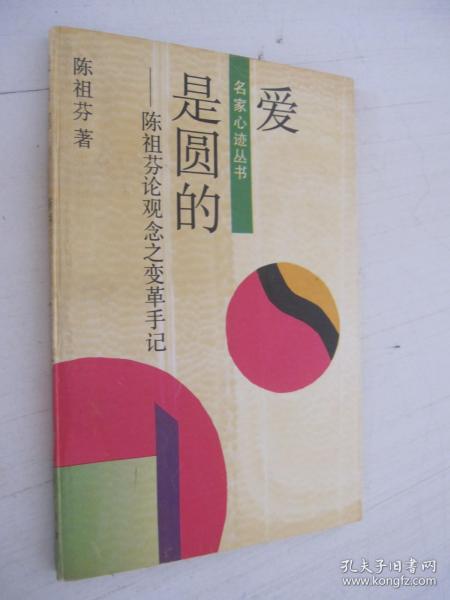 爱
名家心迹丛书
是圆的
——陈祖芬论观念之变革手记
陈祖芬 著
孔夫子旧书网
www.kongfz.com